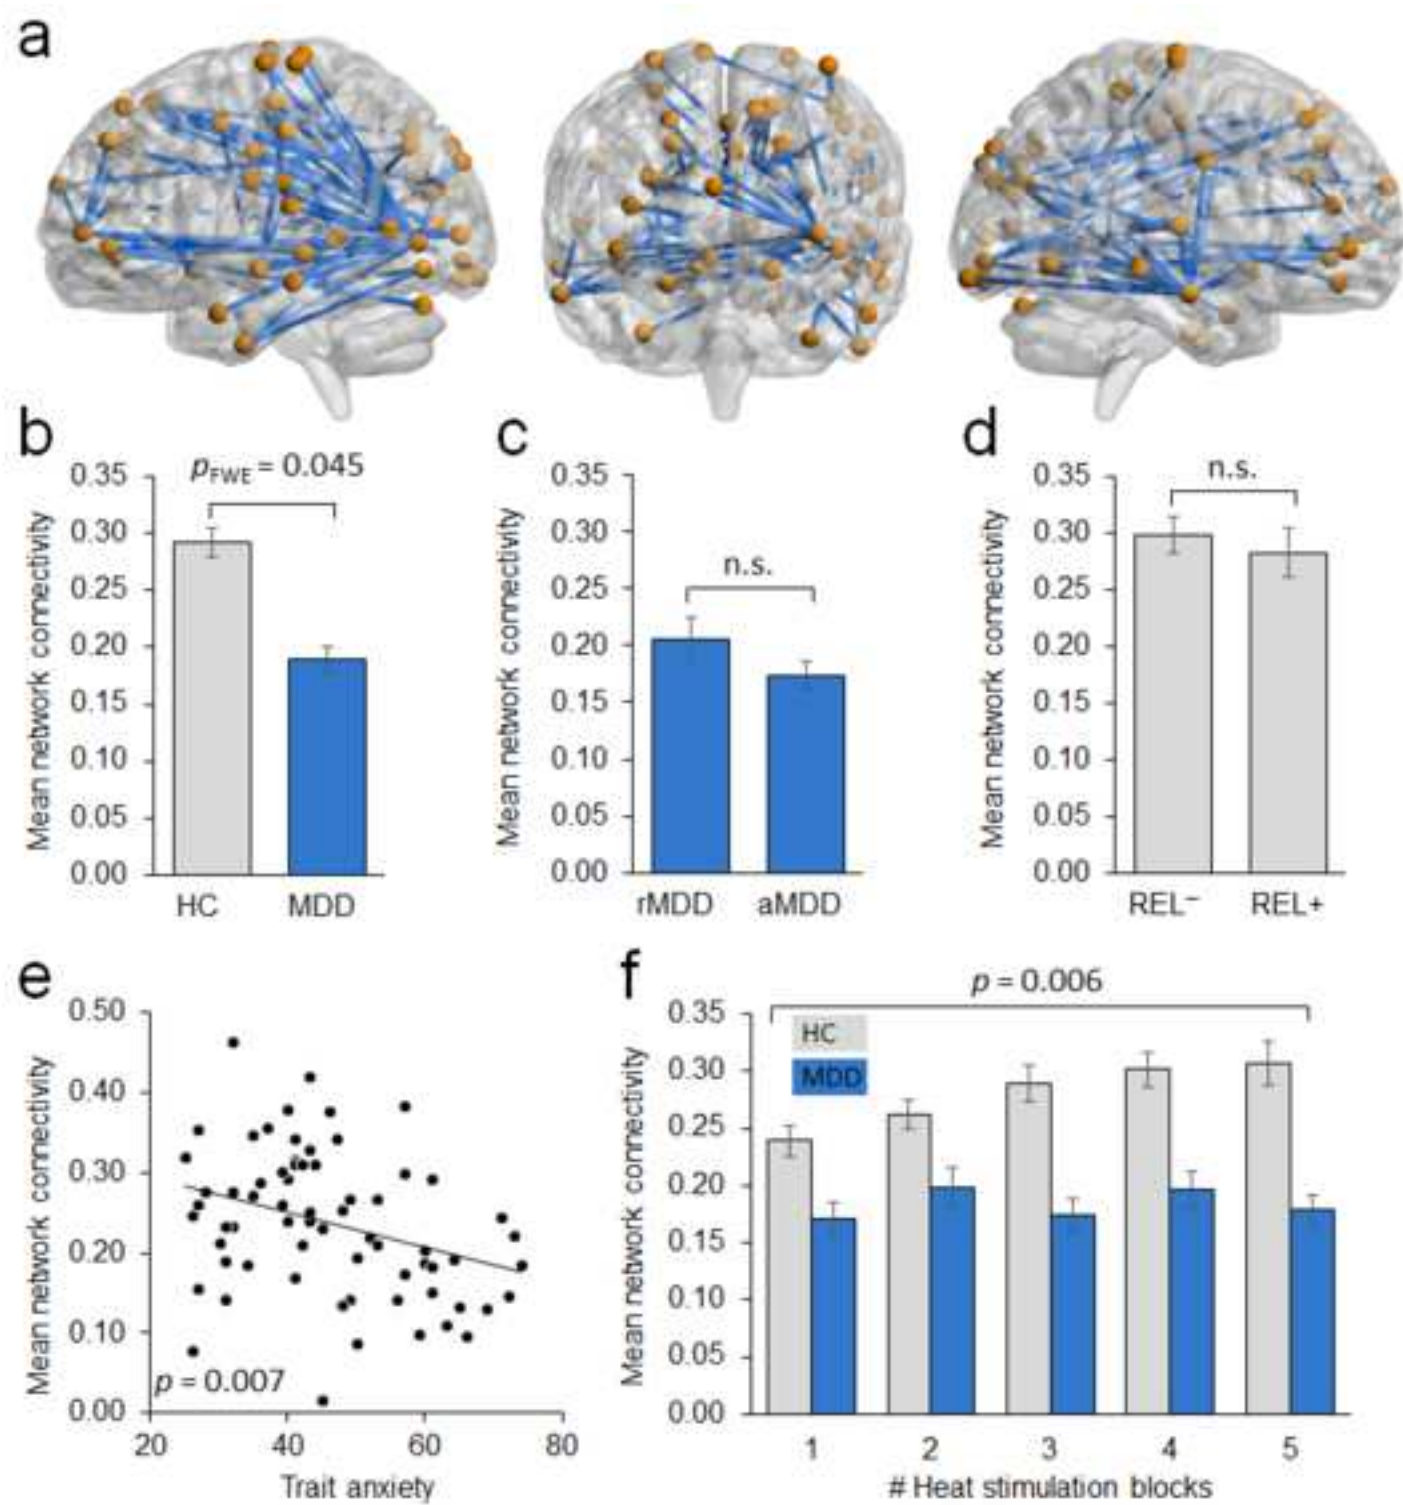 a
b
c
d
pFWE = 0.045
n.s.
n.s.
Mean network connectivity
0.35
0.30
0.25
0.20
0.15
0.10
0.05
0.00
HC MDD
Mean network connectivity
0.35
0.30
0.25
0.20
0.15
0.10
0.05
0.00
rMDD aMDD
Mean network connectivity
0.35
0.30
0.25
0.20
0.15
0.10
0.05
0.00
REL− REL+
e
Mean network connectivity
0.50
0.40
0.30
0.20
0.10
0.00
p = 0.007
20 40 60 80
Trait anxiety
f
p = 0.006
Mean network connectivity
0.35
0.30
0.25
0.20
0.15
0.10
0.05
0.00
HC
MDD
1 2 3 4 5
# Heat stimulation blocks